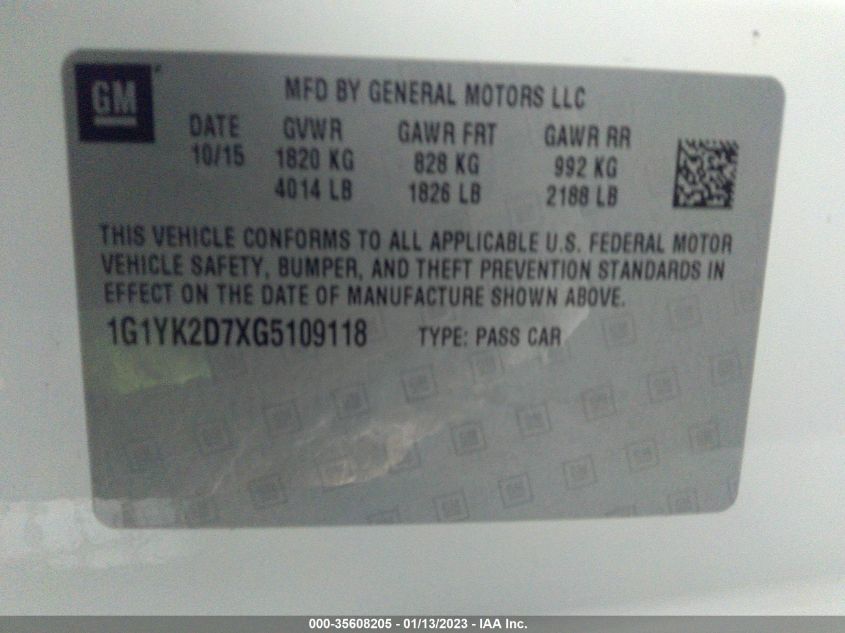 GM
MFD BY GENERAL MOTORS LLC
DATE GVWR GAWR FRT GAWR RR
10/15 1820 KG 828 KG 992 KG
4014 LB 1826 LB 2188 LB
THIS VEHICLE CONFORMS TO ALL APPLICABLE U.S. FEDERAL MOTOR
VEHICLE SAFETY, BUMPER, AND THEFT PREVENTION STANDARDS IN
EFFECT ON THE DATE OF MANUFACTURE SHOWN ABOVE.
1G1YK2D7XG5109118 TYPE: PASS CAR
000-35608205 - 01/13/2023 - IAA Inc.